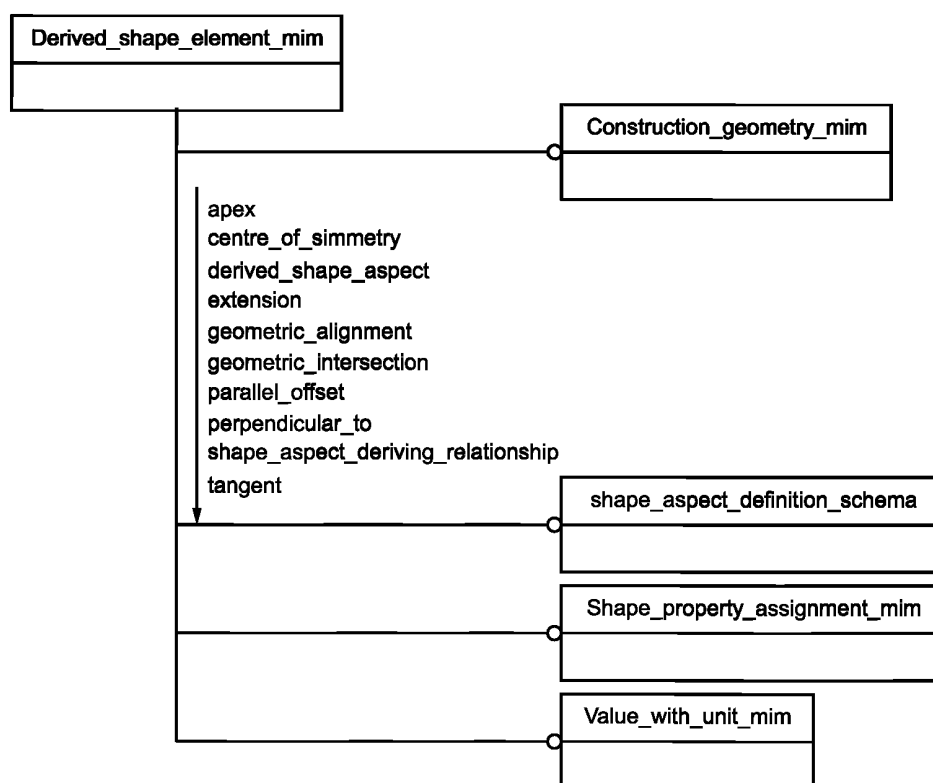 Derived_shape_element_mim
Construction_geometry_mim
apex
centre_of_simmetry
derived_shape_aspect
extension
geometric_alignment
geometric_intersection
parallel_offset
perpendicular_to
shape_aspect_deriving_relationship
tangent
shape_aspect_definition_schema
Shape_property_assignment_mim
Value_with_unit_mim